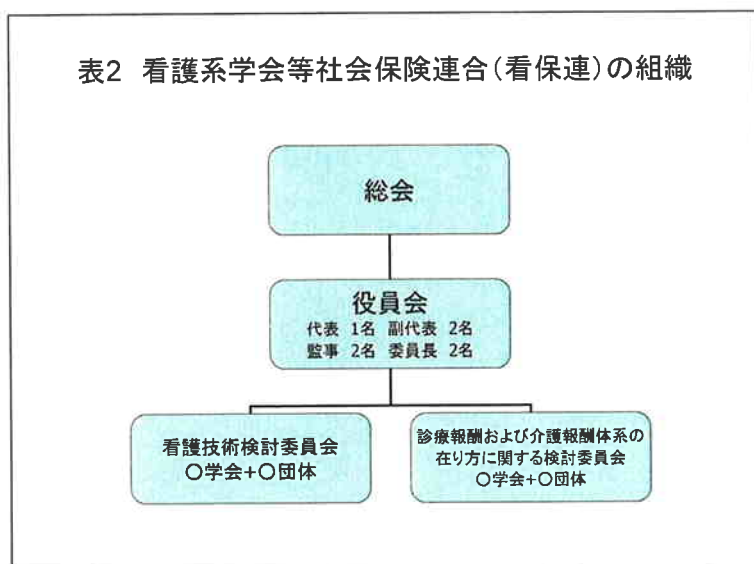 表2 看護系学会等社会保険連合(看保連)の組織
総会
役員会
代表 1名 副代表 2名
監事 2名 委員長 2名
看護技術検討委員会
〇学会+〇団体
診療報酬および介護報酬体系の
在り方に関する検討委員会
〇学会+〇団体